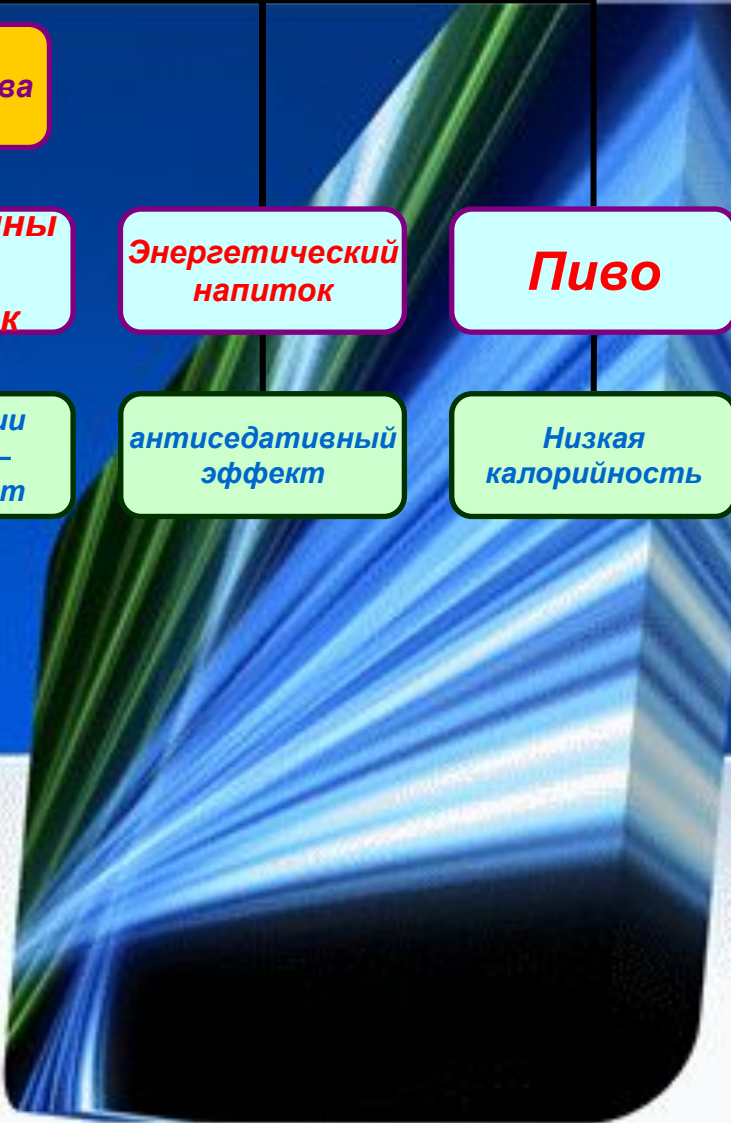 Энергетический
напиток
Пиво
антиседативный
эффект
Низкая
калорийность